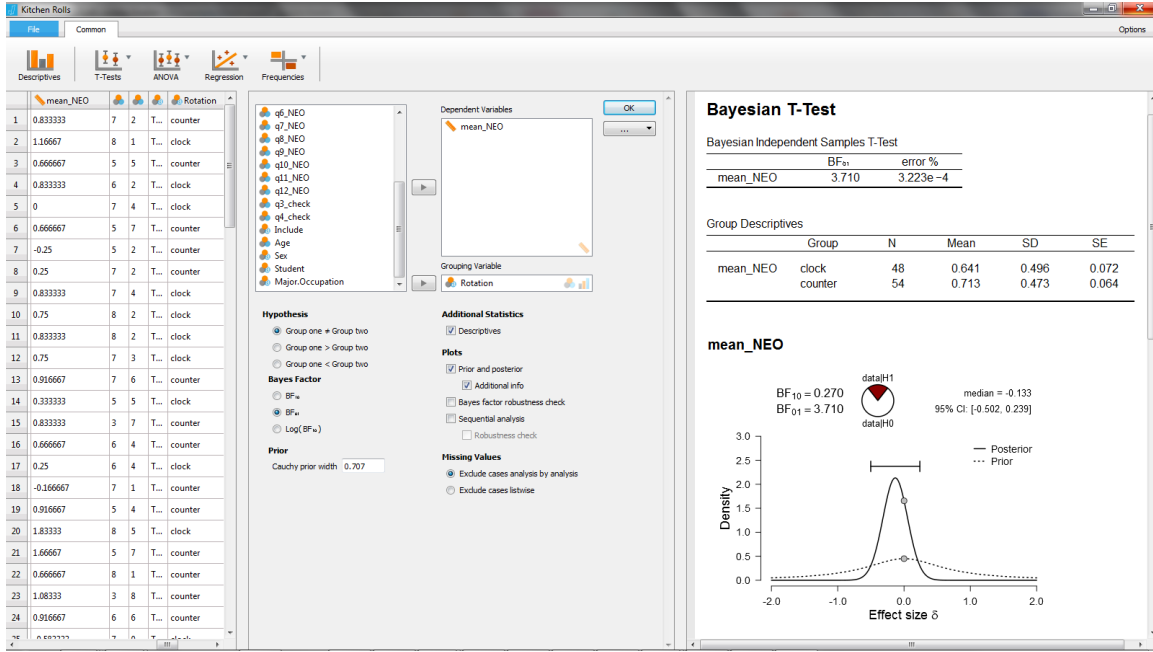 Kitchen Rolls
File Common Options
Descriptives T-Tests ANOVA Regression Frequencies
mean_NEO Rotation
1 0.833333 7 2 T... counter
2 1.16667 8 1 T... clock
3 0.666667 5 5 T... counter
4 0.833333 6 2 T... clock
5 0 7 4 T... clock
6 0.666667 5 7 T... counter
7 -0.25 5 2 T... counter
8 0.25 7 2 T... counter
9 0.833333 7 4 T... clock
10 0.75 8 2 T... clock
11 0.833333 8 2 T... clock
12 0.75 7 3 T... clock
13 0.916667 7 6 T... counter
14 0.333333 5 5 T... counter
15 0.833333 3 7 T... counter
16 0.666667 6 4 T... counter
17 0.25 6 4 T... clock
18 -0.166667 7 1 T... counter
19 0.916667 5 4 T... counter
20 1.83333 8 5 T... clock
21 1.66667 5 7 T... counter
22 0.666667 8 1 T... counter
23 1.08333 3 8 T... counter
24 0.916667 6 6 T... counter
q6_NEO
q7_NEO
q8_NEO
q9_NEO
q10_NEO
q11_NEO
q12_NEO
q3_check
q4_check
Include
Age
Sex
Student
Major.Occupation
Dependent Variables
mean_NEO
OK
...
Grouping Variable
Rotation
Hypothesis
Group one ≠ Group two
Group one > Group two
Group one < Group two
Bayes Factor
BF₁₀
BF₀₁
Log(BF₁₀)
Prior
Cauchy prior width 0.707
Additional Statistics
Descriptives
Plots
Prior and posterior
Additional info
Bayes factor robustness check
Sequential analysis
Robustness check
Missing Values
Exclude cases analysis by analysis
Exclude cases listwise
Bayesian T-Test
Bayesian Independent Samples T-Test
BF₀₁ error %
mean_NEO 3.710 3.223e -4
Group Descriptives
Group N Mean SD SE
mean_NEO clock 48 0.641 0.496 0.072
counter 54 0.713 0.473 0.064
mean_NEO
data|H1
BF₁₀ = 0.270
BF₀₁ = 3.710
data|H0
median = -0.133
95% CI: [-0.502, 0.239]
Posterior
Prior
Density
3.0
2.5
2.0
1.5
1.0
0.5
0.0
-2.0 -1.0 0.0 1.0 2.0
Effect size δ